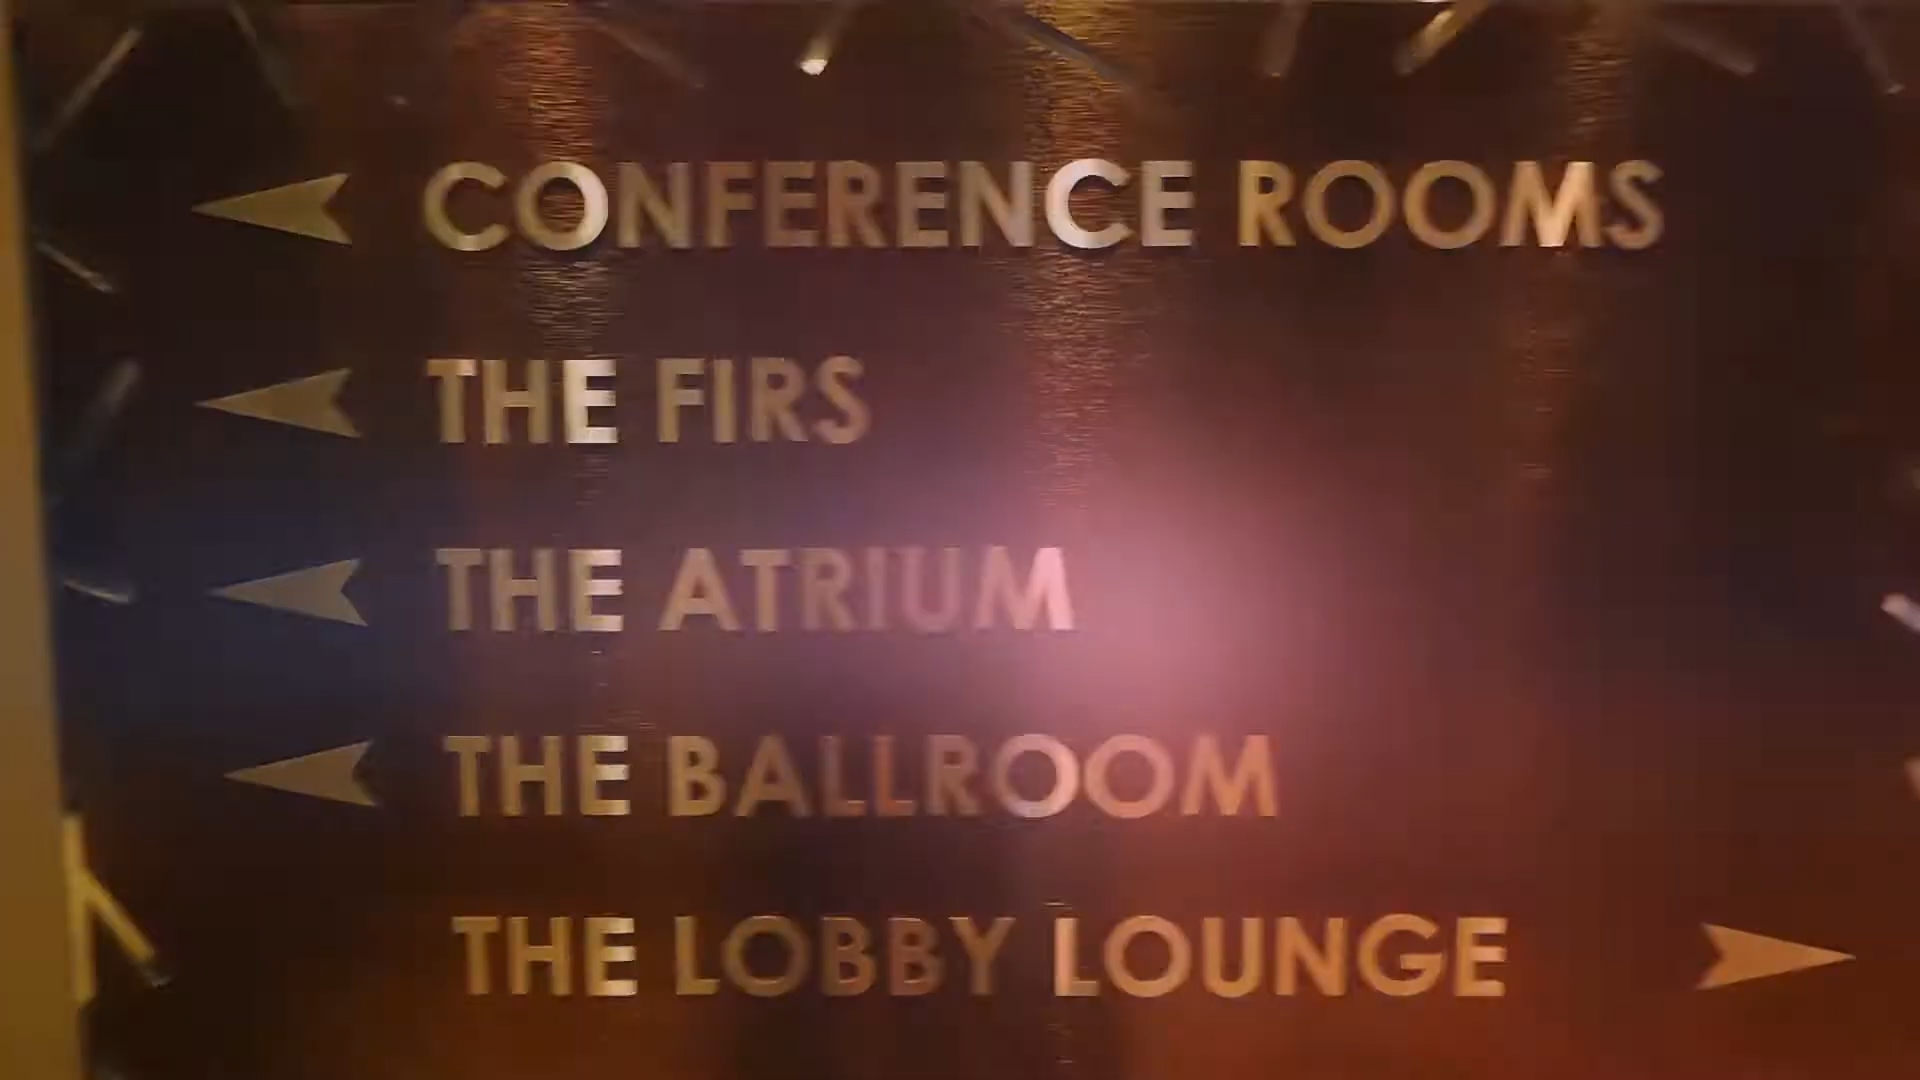 CONFERENCE ROOMS
THE FIRS
THE ATRIUM
THE BALLROOM
THE LOBBY LOUNGE